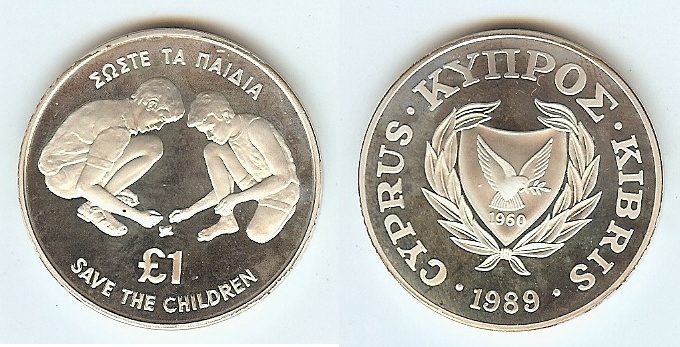 ΣΩΣΤΕ ΤΑ ΠΑΙΔΙΑ
£1
SAVE THE CHILDREN
CYPRUS · ΚΥΠΡΟΣ · KIBRIS
1960
· 1989 ·